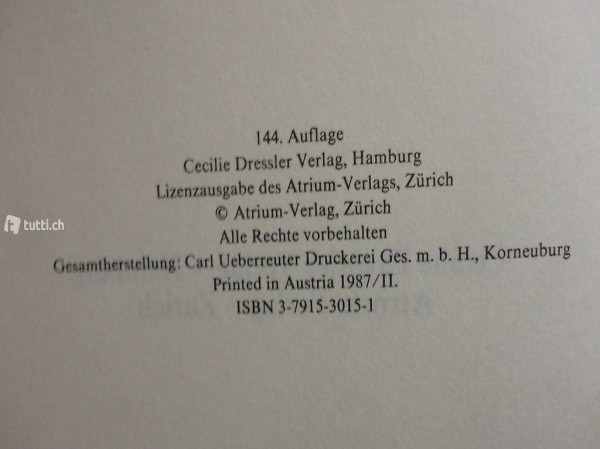 144. Auflage
Cecilie Dressler Verlag, Hamburg
Lizenzausgabe des Atrium-Verlags, Zürich
© Atrium-Verlag, Zürich
Alle Rechte vorbehalten
Gesamtherstellung: Carl Ueberreuter Druckerei Ges. m. b. H., Korneuburg
Printed in Austria 1987/II.
ISBN 3-7915-3015-1
tutti.ch